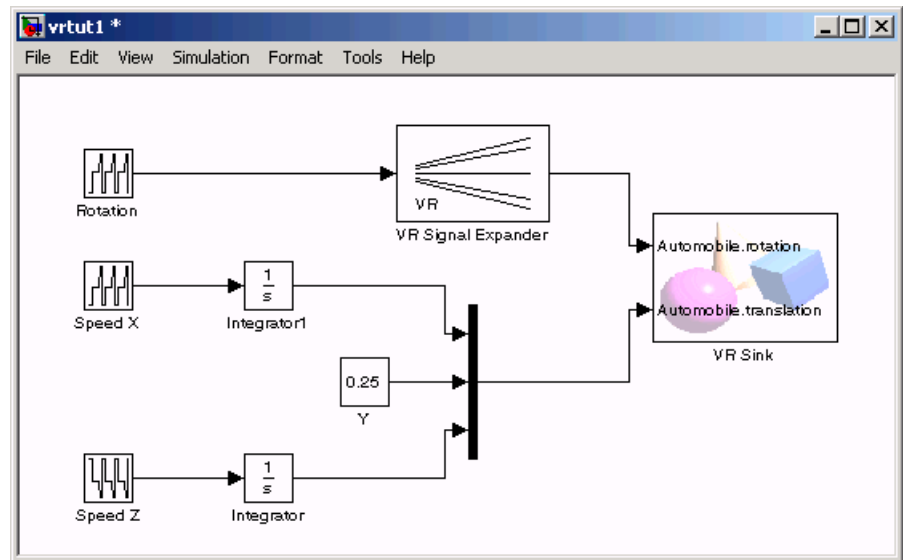 vrtut1 *
File Edit View Simulation Format Tools Help
Rotation
VR
VR Signal Expander
Automobile.rotation
Automobile.translation
VR Sink
Speed X
1
s
Integrator1
0.25
Y
Speed Z
1
s
Integrator